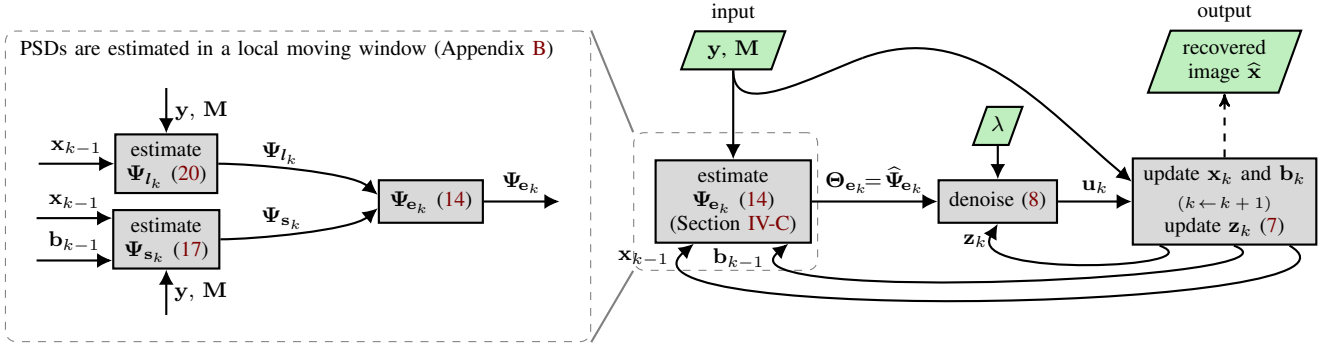 PSDs are estimated in a local moving window (Appendix B)
y, M
x_{k−1}
estimate
Ψ_{l_k} (20)
Ψ_{l_k}
x_{k−1}
b_{k−1}
estimate
Ψ_{s_k} (17)
Ψ_{s_k}
y, M
Ψ_{e_k} (14)
Ψ_{e_k}
input
y, M
estimate
Ψ_{e_k} (14)
(Section IV-C)
x_{k−1}
b_{k−1}
Θ_{e_k}=Ψ̂_{e_k}
λ
denoise (8)
z_k
u_k
output
recovered
image x̂
update x_k and b_k
(k ← k + 1)
update z_k (7)